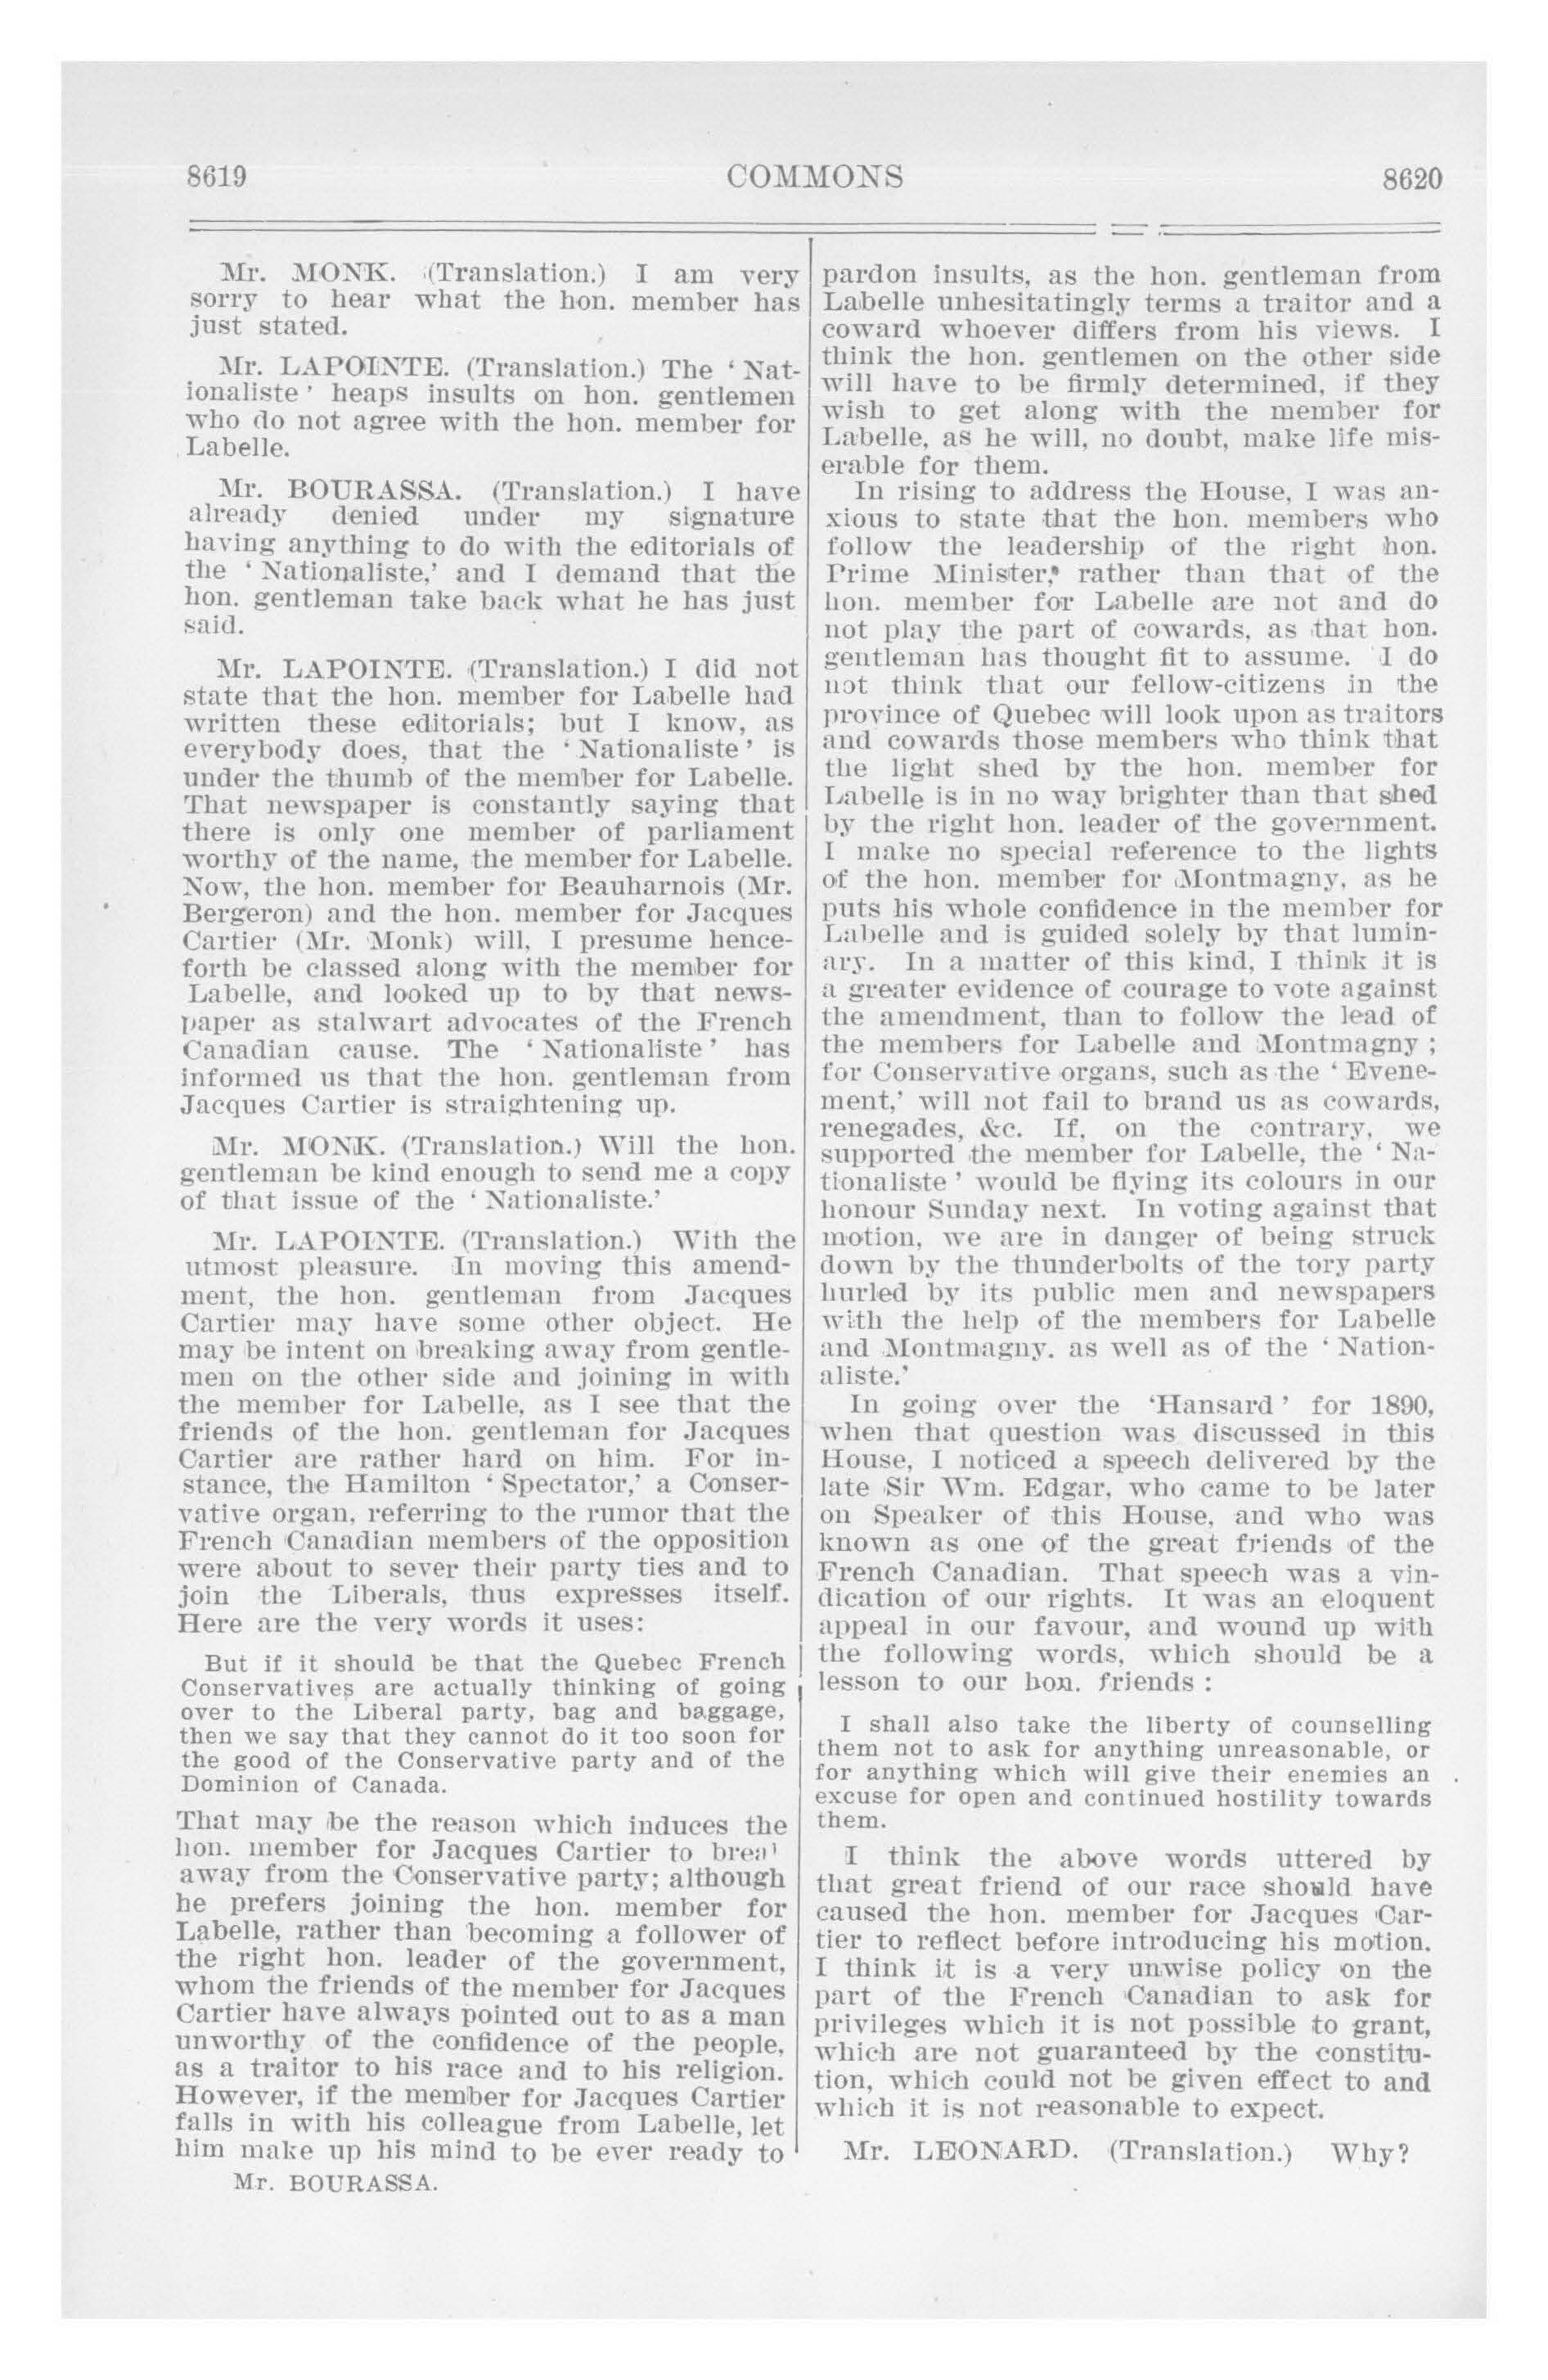 8619
COMMONS
8620
Mr. MONK. (Translation.) I am very
sorry to hear what the hon. member has
just stated.
Mr. LAPOINTE. (Translation.) The ‘Nat-
ionaliste’ heaps insults on hon. gentlemen
who do not agree with the hon. member for
Labelle.
Mr. BOURASSA. (Translation.) I have
already denied under my signature
having anything to do with the editorials of
the ‘Nationaliste,’ and I demand that the
hon. gentleman take back what he has just
said.
Mr. LAPOINTE. (Translation.) I did not
state that the hon. member for Labelle had
written these editorials; but I know, as
everybody does, that the ‘Nationaliste’ is
under the thumb of the member for Labelle.
That newspaper is constantly saying that
there is only one member of parliament
worthy of the name, the member for Labelle.
Now, the hon. member for Beauharnois (Mr.
Bergeron) and the hon. member for Jacques
Cartier (Mr. Monk) will, I presume hence-
forth be classed along with the member for
Labelle, and looked up to by that news-
paper as stalwart advocates of the French
Canadian cause. The ‘Nationaliste’ has
informed us that the hon. gentleman from
Jacques Cartier is straightening up.
Mr. MONK. (Translation.) Will the hon.
gentleman be kind enough to send me a copy
of that issue of the ‘Nationaliste.’
Mr. LAPOINTE. (Translation.) With the
utmost pleasure. In moving this amend-
ment, the hon. gentleman from Jacques
Cartier may have some other object. He
may be intent on breaking away from gentle-
men on the other side and joining in with
the member for Labelle, as I see that the
friends of the hon. gentleman for Jacques
Cartier are rather hard on him. For in-
stance, the Hamilton ‘Spectator,’ a Conser-
vative organ, referring to the rumor that the
French Canadian members of the opposition
were about to sever their party ties and to
join the Liberals, thus expresses itself.
Here are the very words it uses:
But if it should be that the Quebec French
Conservatives are actually thinking of going
over to the Liberal party, bag and baggage,
then we say that they cannot do it too soon for
the good of the Conservative party and of the
Dominion of Canada.
That may be the reason which induces the
hon. member for Jacques Cartier to break
away from the Conservative party; although
he prefers joining the hon. member for
Labelle, rather than becoming a follower of
the right hon. leader of the government,
whom the friends of the member for Jacques
Cartier have always pointed out to as a man
unworthy of the confidence of the people,
as a traitor to his race and to his religion.
However, if the member for Jacques Cartier
falls in with his colleague from Labelle, let
him make up his mind to be ever ready to
Mr. BOURASSA.
pardon insults, as the hon. gentleman from
Labelle unhesitatingly terms a traitor and a
coward whoever differs from his views. I
think the hon. gentlemen on the other side
will have to be firmly determined, if they
wish to get along with the member for
Labelle, as he will, no doubt, make life mis-
erable for them.
In rising to address the House, I was an-
xious to state that the hon. members who
follow the leadership of the right hon.
Prime Minister, rather than that of the
hon. member for Labelle are not and do
not play the part of cowards, as that hon.
gentleman has thought fit to assume. I do
not think that our fellow-citizens in the
province of Quebec will look upon as traitors
and cowards those members who think that
the light shed by the hon. member for
Labelle is in no way brighter than that shed
by the right hon. leader of the government.
I make no special reference to the lights
of the hon. member for Montmagny, as he
puts his whole confidence in the member for
Labelle and is guided solely by that lumin-
ary. In a matter of this kind, I think it is
a greater evidence of courage to vote against
the amendment, than to follow the lead of
the members for Labelle and Montmagny ;
for Conservative organs, such as the ‘Evene-
ment,’ will not fail to brand us as cowards,
renegades, &c. If, on the contrary, we
supported the member for Labelle, the ‘Na-
tionaliste’ would be flying its colours in our
honour Sunday next. In voting against that
motion, we are in danger of being struck
down by the thunderbolts of the tory party
hurled by its public men and newspapers
with the help of the members for Labelle
and Montmagny. as well as of the ‘Nation-
aliste.’
In going over the ‘Hansard’ for 1890,
when that question was discussed in this
House, I noticed a speech delivered by the
late Sir Wm. Edgar, who came to be later
on Speaker of this House, and who was
known as one of the great friends of the
French Canadian. That speech was a vin-
dication of our rights. It was an eloquent
appeal in our favour, and wound up with
the following words, which should be a
lesson to our hon. friends :
I shall also take the liberty of counselling
them not to ask for anything unreasonable, or
for anything which will give their enemies an
excuse for open and continued hostility towards
them.
I think the above words uttered by
that great friend of our race should have
caused the hon. member for Jacques Car-
tier to reflect before introducing his motion.
I think it is a very unwise policy on the
part of the French Canadian to ask for
privileges which it is not possible to grant,
which are not guaranteed by the constitu-
tion, which could not be given effect to and
which it is not reasonable to expect.
Mr. LEONARD. (Translation.) Why?